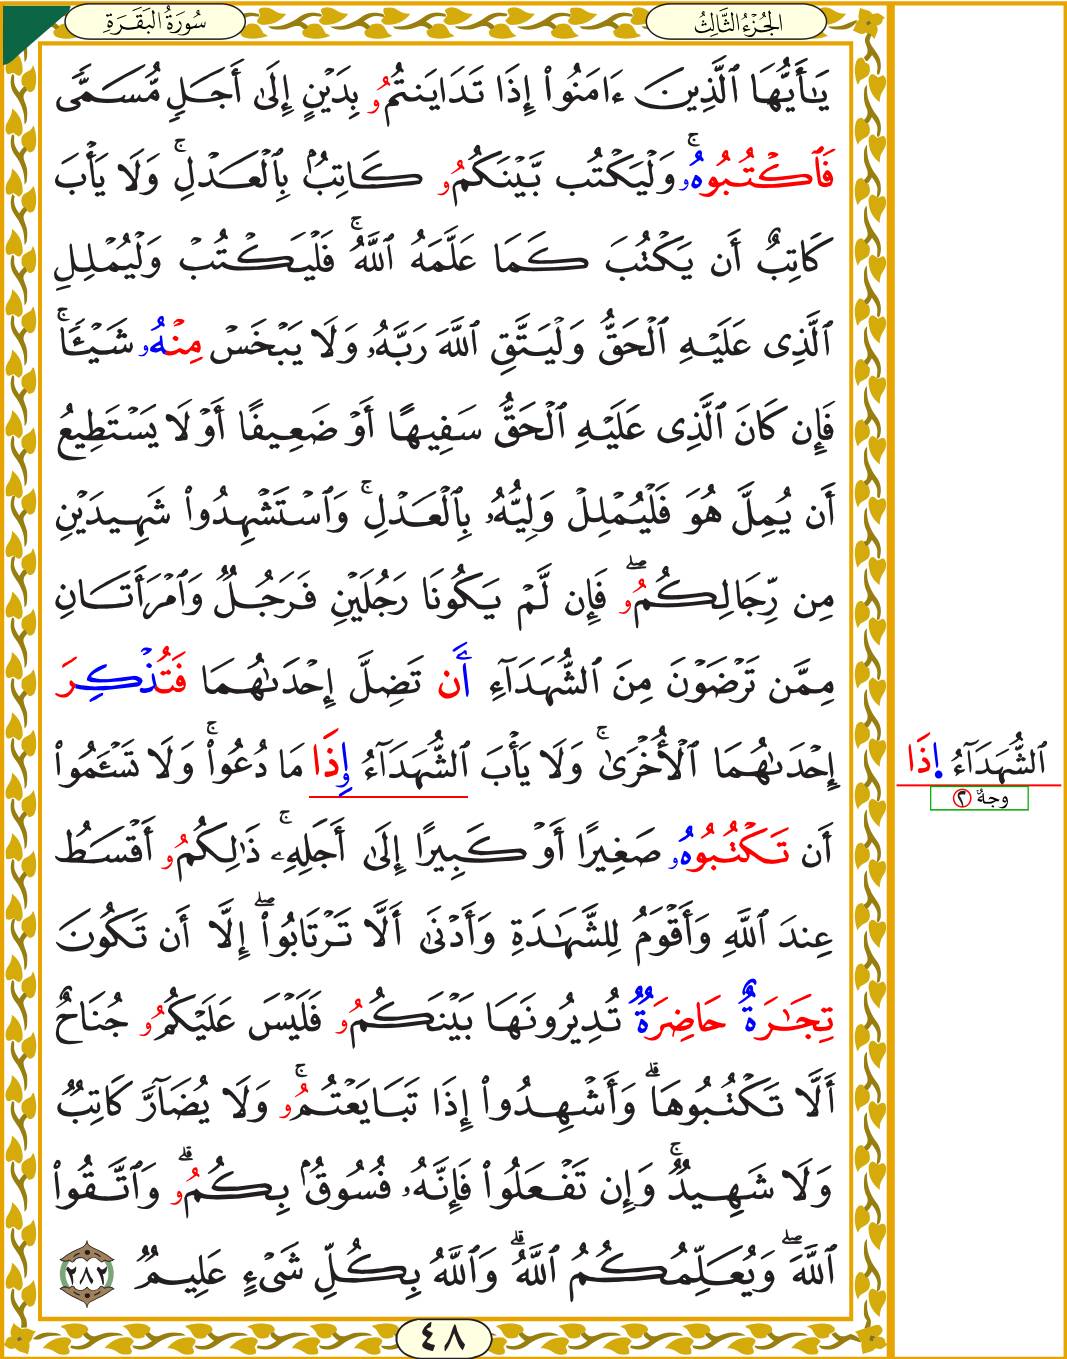 الجُزْءُ الثَّالِثُ
سُورَةُ البَقَرَةِ
يَـٰٓأَيُّهَا ٱلَّذِينَ ءَامَنُوٓا۟ إِذَا تَدَايَنتُمُۥ بِدَيْنٍ إِلَىٰٓ أَجَلٍۢ مُّسَمًّى
فَٱكْتُبُوهُۥۚ وَلْيَكْتُب بَّيْنَكُمُۥ كَاتِبٌۢ بِٱلْعَدْلِۚ وَلَا يَأْبَ
كَاتِبٌ أَن يَكْتُبَ كَمَا عَلَّمَهُ ٱللَّهُۚ فَلْيَكْتُبْ وَلْيُمْلِلِ
ٱلَّذِى عَلَيْهِ ٱلْحَقُّ وَلْيَتَّقِ ٱللَّهَ رَبَّهُۥ وَلَا يَبْخَسْ مِنْهُۥ شَيْـًٔاۚ
فَإِن كَانَ ٱلَّذِى عَلَيْهِ ٱلْحَقُّ سَفِيهًا أَوْ ضَعِيفًا أَوْ لَا يَسْتَطِيعُ
أَن يُمِلَّ هُوَ فَلْيُمْلِلْ وَلِيُّهُۥ بِٱلْعَدْلِۚ وَٱسْتَشْهِدُوا۟ شَهِيدَيْنِ
مِن رِّجَالِكُمُۥۖ فَإِن لَّمْ يَكُونَا رَجُلَيْنِ فَرَجُلٌ وَٱمْرَأَتَانِ
مِمَّن تَرْضَوْنَ مِنَ ٱلشُّهَدَآءِ أَن تَضِلَّ إِحْدَىٰهُمَا فَتُذْكِرَ
إِحْدَىٰهُمَا ٱلْأُخْرَىٰۚ وَلَا يَأْبَ ٱلشُّهَدَآءُ إِذَا مَا دُعُوا۟ۚ وَلَا تَسْـَٔمُوٓا۟
أَن تَكْتُبُوهُۥ صَغِيرًا أَوْ كَبِيرًا إِلَىٰٓ أَجَلِهِۦۚ ذَٰلِكُمُۥٓ أَقْسَطُ
عِندَ ٱللَّهِ وَأَقْوَمُ لِلشَّهَـٰدَةِ وَأَدْنَىٰٓ أَلَّا تَرْتَابُوٓا۟ۖ إِلَّآ أَن تَكُونَ
تِجَـٰرَةٌ حَاضِرَةٌ تُدِيرُونَهَا بَيْنَكُمُۥ فَلَيْسَ عَلَيْكُمُۥ جُنَاحٌ
أَلَّا تَكْتُبُوهَاۗ وَأَشْهِدُوٓا۟ إِذَا تَبَايَعْتُمُۥۚ وَلَا يُضَآرَّ كَاتِبٌ
وَلَا شَهِيدٌۚ وَإِن تَفْعَلُوا۟ فَإِنَّهُۥ فُسُوقٌۢ بِكُمُۥۗ وَٱتَّقُوا۟
ٱللَّهَۖ وَيُعَلِّمُكُمُ ٱللَّهُۗ وَٱللَّهُ بِكُلِّ شَىْءٍ عَلِيمٌ ٢٨٢
٤٨
ٱلشُّهَدَآءُ اِذَا
وجهٌ ٢